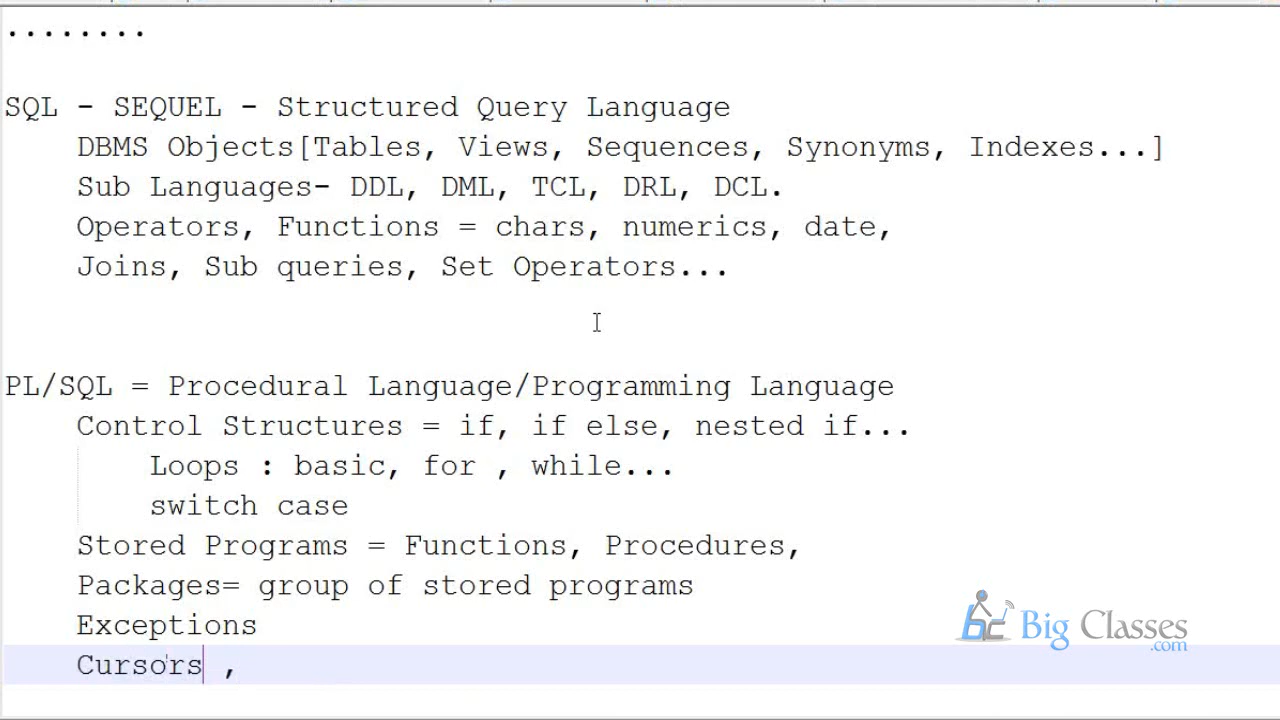 ........
SQL - SEQUEL - Structured Query Language
DBMS Objects[Tables, Views, Sequences, Synonyms, Indexes...]
Sub Languages- DDL, DML, TCL, DRL, DCL.
Operators, Functions = chars, numerics, date,
Joins, Sub queries, Set Operators...
PL/SQL = Procedural Language/Programming Language
Control Structures = if, if else, nested if...
Loops : basic, for , while...
switch case
Stored Programs = Functions, Procedures,
Packages= group of stored programs
Exceptions
Cursors ,
bc Big Classes
.com